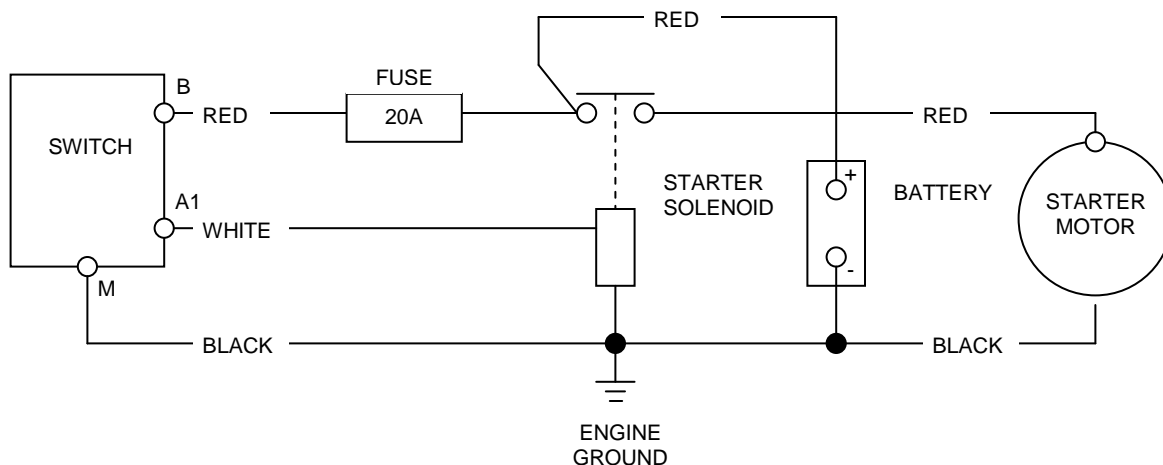 RED
B
FUSE
RED
20A
RED
SWITCH
A1
STARTER
SOLENOID
+
BATTERY
STARTER
MOTOR
WHITE
-
M
BLACK
BLACK
ENGINE
GROUND